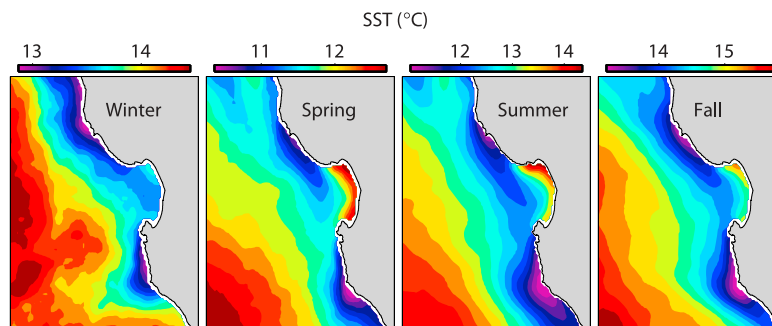 SST (°C)
13 14
11 12
12 13 14
14 15
Winter
Spring
Summer
Fall